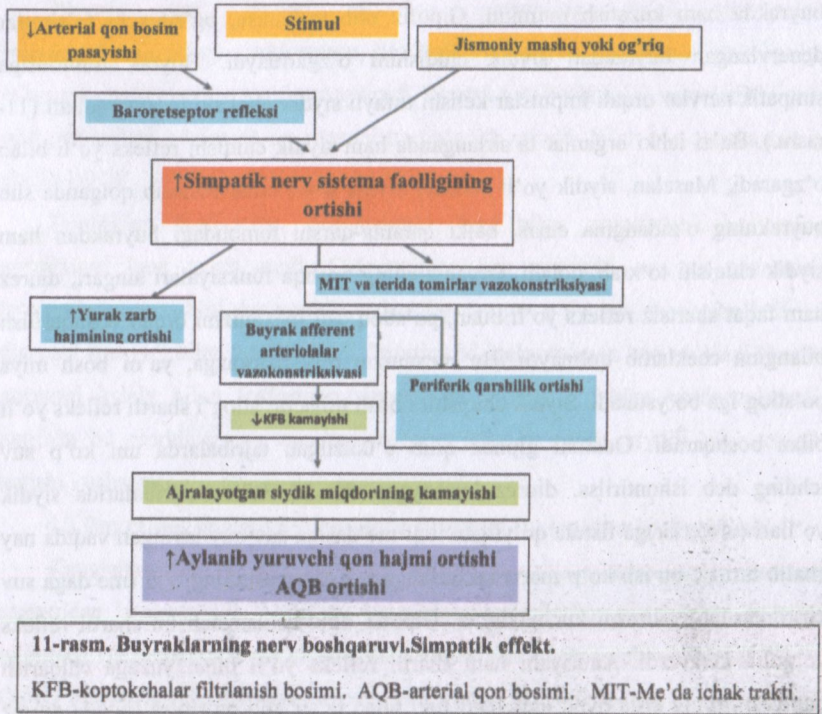 ↓Arterial qon bosim
pasayishi
Stimul
Jismoniy mashq yoki og'riq
Baroretseptor refleksi
↑Simpatik nerv sistema faolligining
ortishi
MIT va terida tomirlar vazokonstriksiyasi
↑Yurak zarb
hajmining ortishi
Buyrak afferent
arteriolalar
vazokonstriksiyasi
Periferik qarshilik ortishi
↓KFB kamayishi
Ajralayotgan siydik miqdorining kamayishi
↑Aylanib yuruvchi qon hajmi ortishi
AQB ortishi
11-rasm. Buyraklarning nerv boshqaruvi.Simpatik effekt.
KFB-koptokchalar filtrlanish bosimi. AQB-arterial qon bosimi. MIT-Me'da ichak trakti.